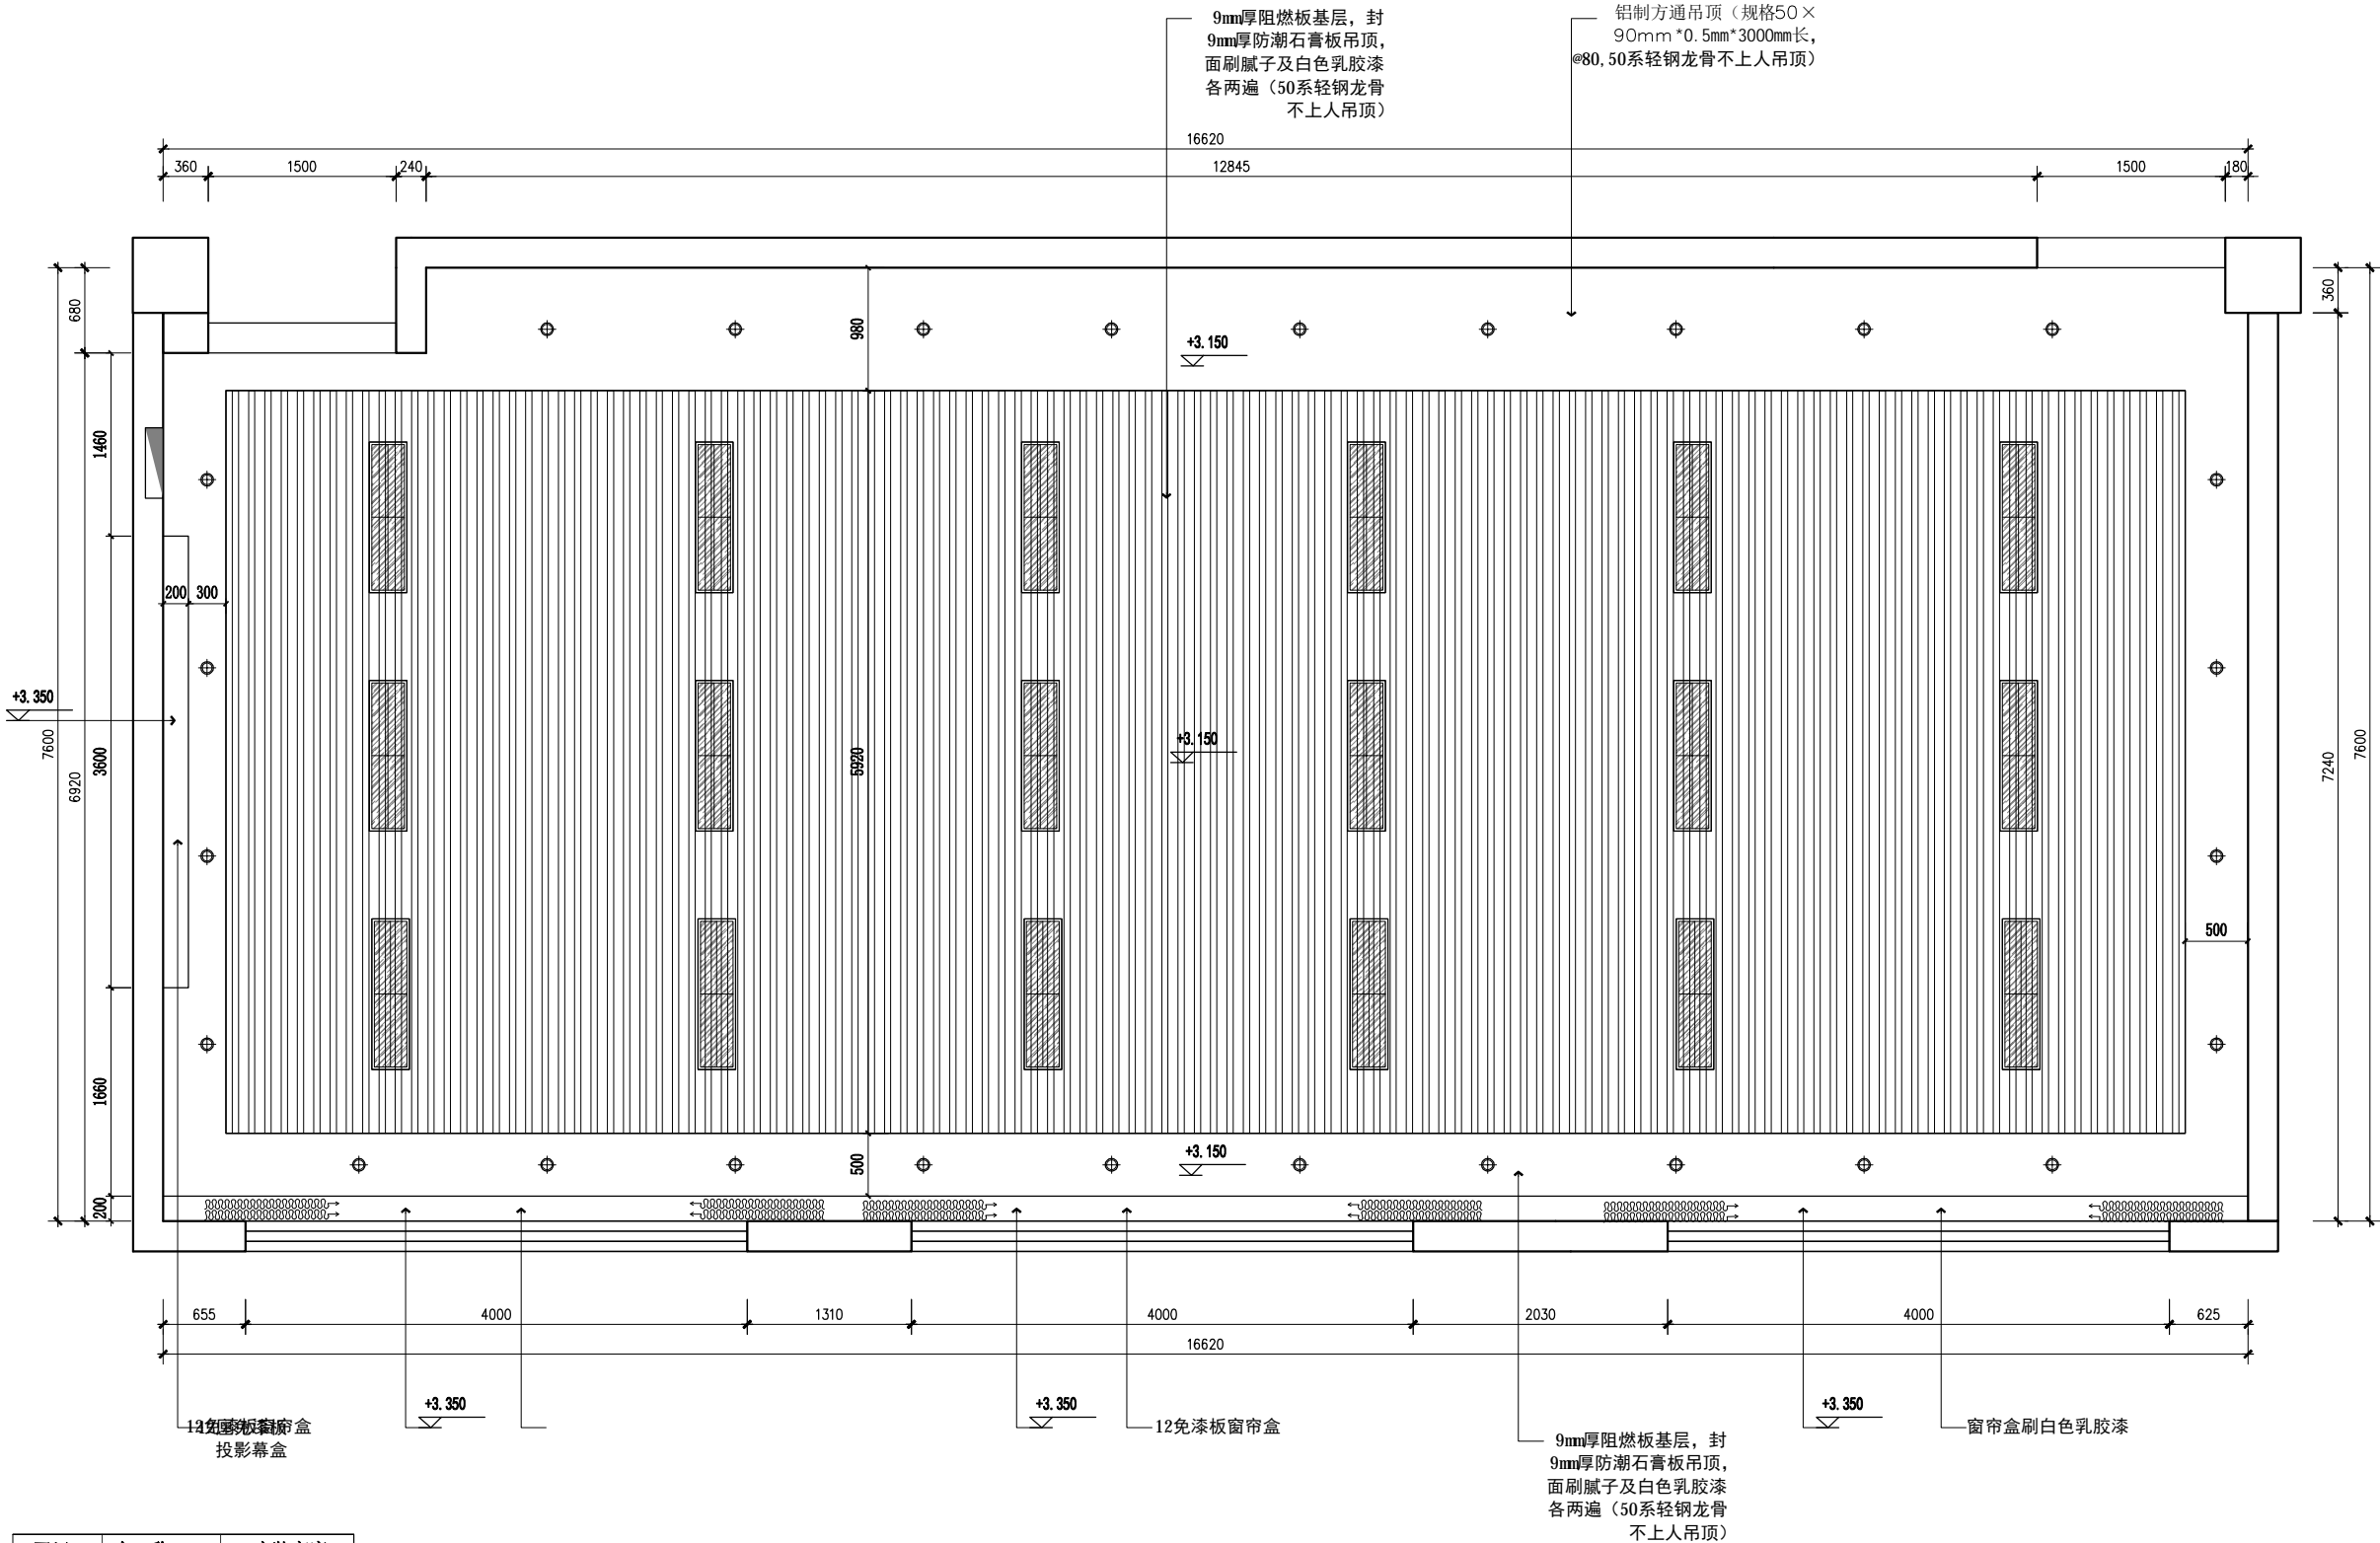 9mm厚阻燃板基层，封
9mm厚防潮石膏板吊顶，
面刷腻子及白色乳胶漆
各两遍（50系轻钢龙骨
不上人吊顶）
铝制方通吊顶（规格50×
90mm*0.5mm*3000mm长，
@80,50系轻钢龙骨不上人吊顶）
16620
360
1500
240
12845
1500
180
680
980
360
+3.150
1460
200
300
+3.350
7600
6920
3600
5920
+3.150
7240
7600
500
1660
500
+3.150
200
655
4000
1310
4000
2030
4000
625
16620
+3.350
+3.350
+3.350
投影幕盒
12免漆板窗帘盒
窗帘盒刷白色乳胶漆
9mm厚阻燃板基层，封
9mm厚防潮石膏板吊顶，
面刷腻子及白色乳胶漆
各两遍（50系轻钢龙骨
不上人吊顶）